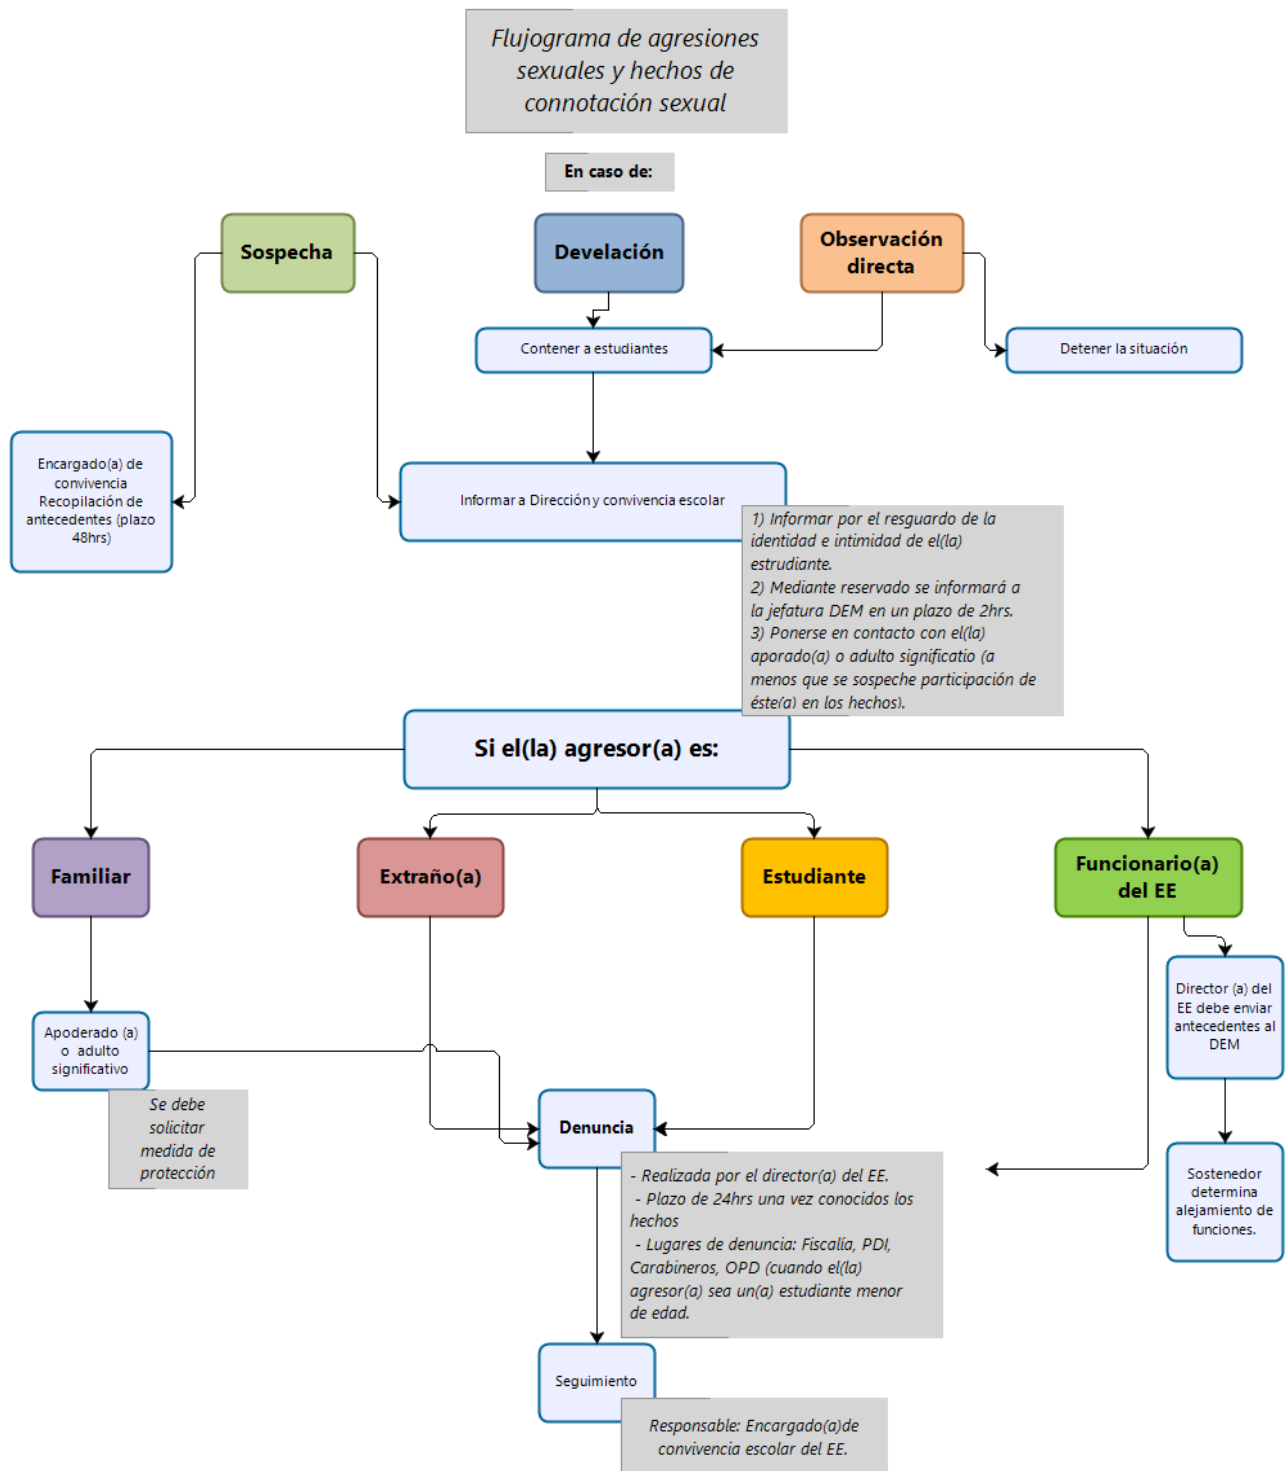 Flujograma de agresiones
sexuales y hechos de
connotación sexual
En caso de:
Sospecha
Develación
Observación
directa
Contener a estudiantes
Detener la situación
Encargado(a) de
convivencia
Recopilación de
antecedentes (plazo
48hrs)
Informar a Dirección y convivencia escolar
1) Informar por el resguardo de la
identidad e intimidad de el(la)
estrudiante.
2) Mediante reservado se informará a
la jefatura DEM en un plazo de 2hrs.
3) Ponerse en contacto con el(la)
aporado(a) o adulto significatio (a
menos que se sospeche participación de
éste(a) en los hechos).
Si el(la) agresor(a) es:
Familiar
Extraño(a)
Estudiante
Funcionario(a)
del EE
Director (a) del
EE debe enviar
antecedentes al
DEM
Apoderado (a)
o adulto
significativo
Se debe
solicitar
medida de
protección
Denuncia
- Realizada por el director(a) del EE.
- Plazo de 24hrs una vez conocidos los
hechos
- Lugares de denuncia: Fiscalía, PDI,
Carabineros, OPD (cuando el(la)
agresor(a) sea un(a) estudiante menor
de edad.
Sostenedor
determina
alejamiento de
funciones.
Seguimiento
Responsable: Encargado(a)de
convivencia escolar del EE.